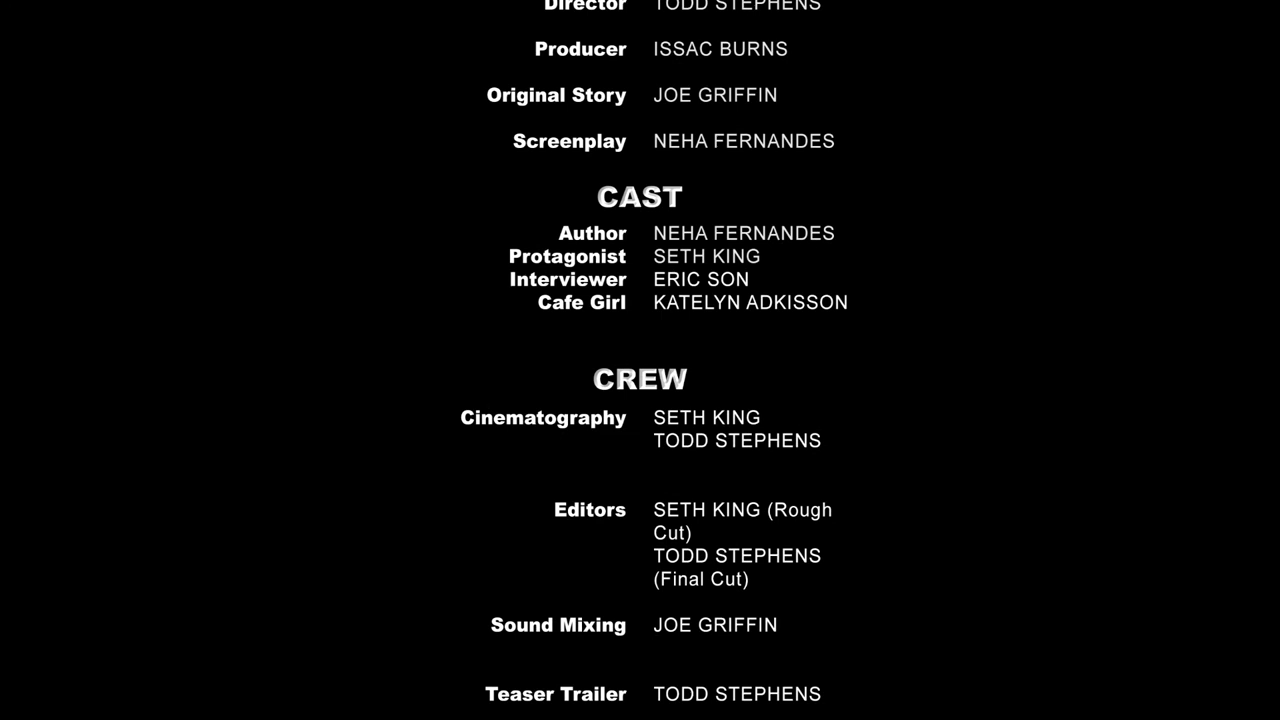 Director TODD STEPHENS
Producer ISSAC BURNS
Original Story JOE GRIFFIN
Screenplay NEHA FERNANDES
CAST
Author NEHA FERNANDES
Protagonist SETH KING
Interviewer ERIC SON
Cafe Girl KATELYN ADKISSON
CREW
Cinematography SETH KING
TODD STEPHENS
Editors SETH KING (Rough
Cut)
TODD STEPHENS
(Final Cut)
Sound Mixing JOE GRIFFIN
Teaser Trailer TODD STEPHENS